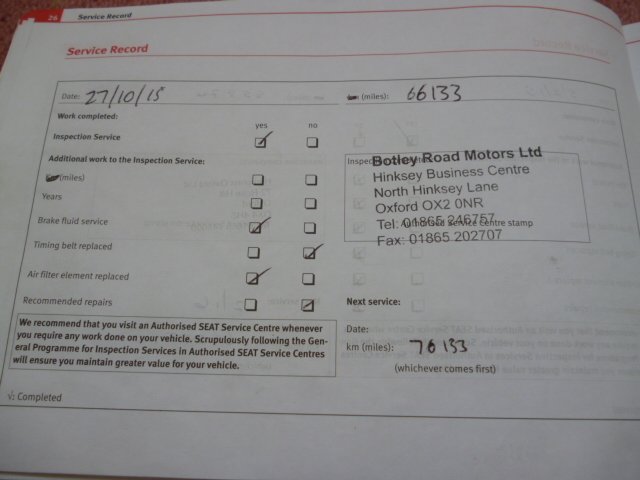 26 Service Record
Service Record
Date: 27/10/15 km (miles): 66133
Work completed:
yes no
Inspection Service
Additional work to the Inspection Service:
km (miles)
Years
Brake fluid service
Timing belt replaced
Air filter element replaced
Recommended repairs
Botley Road Motors Ltd
Hinksey Business Centre
North Hinksey Lane
Oxford OX2 0NR
Tel: 01865 246757
Authorised Service Centre stamp
Fax: 01865 202707
Next service:
Date:
km (miles): 76133
(whichever comes first)
We recommend that you visit an Authorised SEAT Service Centre whenever
you require any work done on your vehicle. Scrupulously following the Gen-
eral Programme for Inspection Services in Authorised SEAT Service Centres
will ensure you maintain greater value for your vehicle.
√: Completed